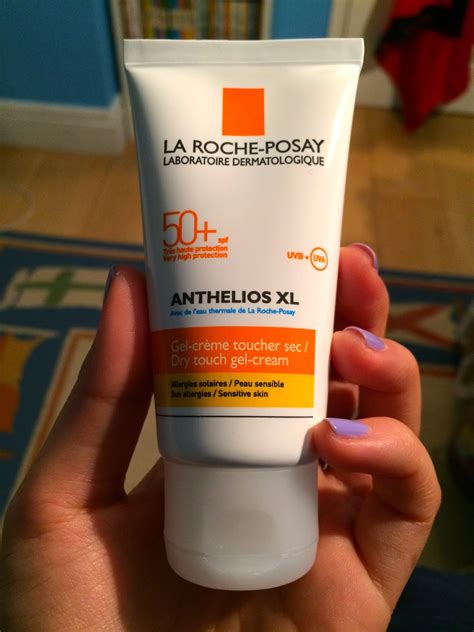 LA ROCHE-POSAY
LABORATOIRE DERMATOLOGIQUE
50+ spf
Très haute protection
Very high protection
UVB + UVA
ANTHELIOS XL
Avec de l'eau thermale de La Roche-Posay
Gel-crème toucher sec /
Dry touch gel-cream
Allergies solaires / Peau sensible
Sun allergies / Sensitive skin